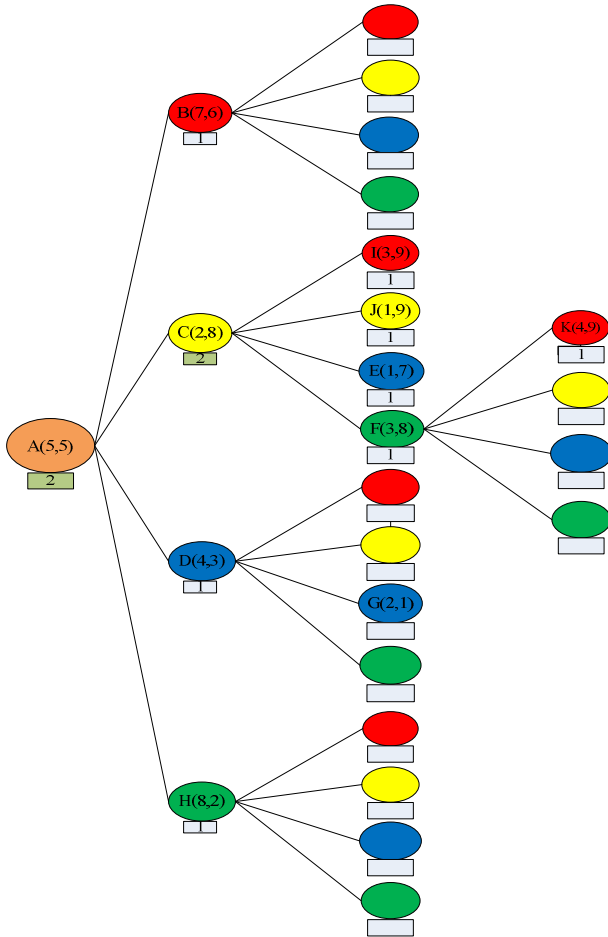 B(7,6)
1
I(3,9)
1
C(2,8)
2
J(1,9)
1
K(4,9)
1
E(1,7)
1
F(3,8)
1
A(5,5)
2
D(4,3)
1
G(2,1)
H(8,2)
1